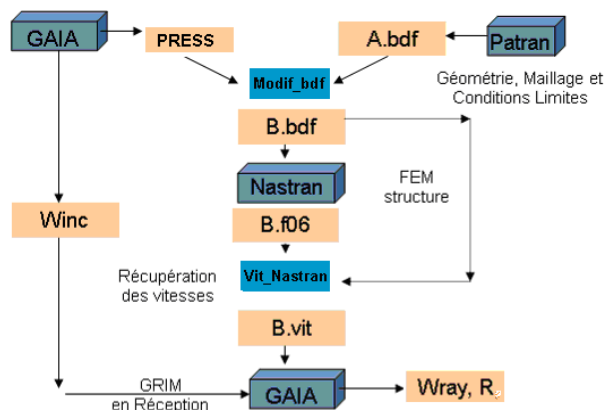 GAIA
PRESS
A.bdf
Patran
Modif_bdf
Géométrie, Maillage et
Conditions Limites
B.bdf
Nastran
FEM
structure
Winc
B.f06
Récupération
des vitesses
Vit_Nastran
B.vit
GRIM
en Réception
GAIA
Wray, R